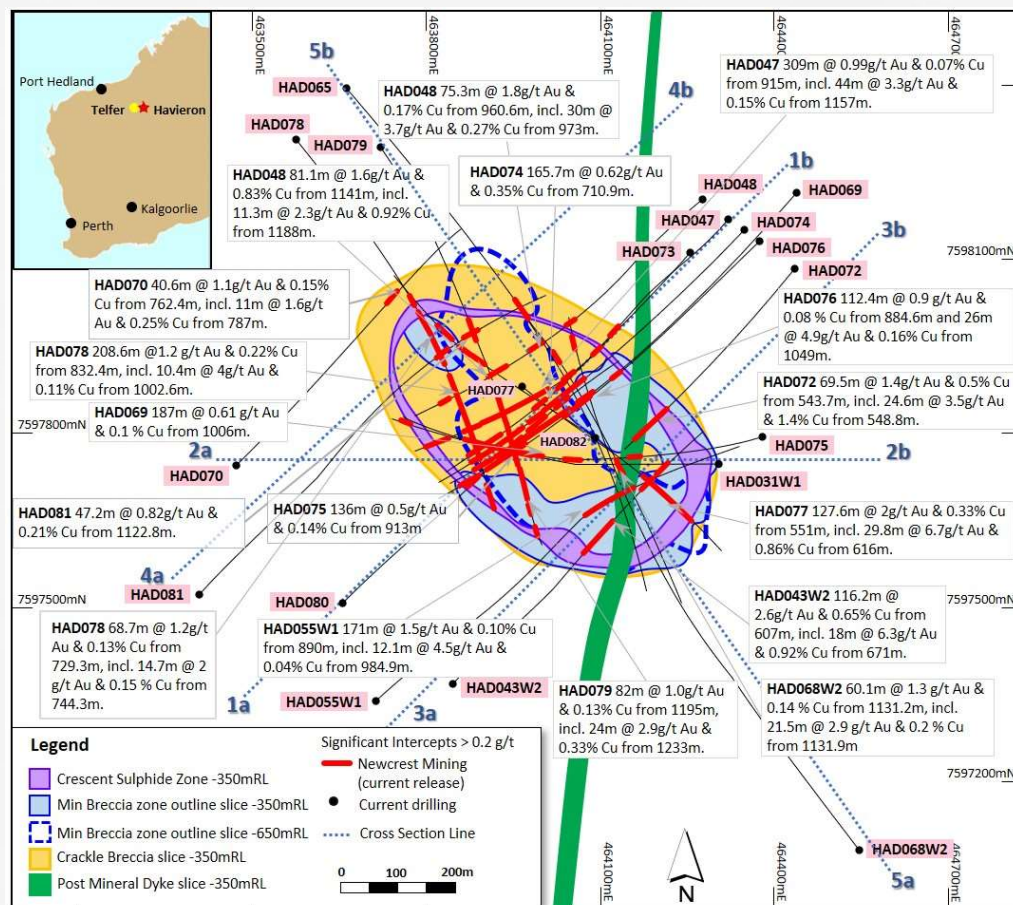 463500mE
463800mE
464100mE
464400mE
464700mE
Port Hedland
Telfer
Havieron
Kalgoorlie
Perth
5b
HAD065
HAD078
HAD079
HAD048 75.3m @ 1.8g/t Au &
0.17% Cu from 960.6m, incl. 30m @
3.7g/t Au & 0.27% Cu from 973m.
4b
HAD047 309m @ 0.99g/t Au & 0.07% Cu
from 915m, incl. 44m @ 3.3g/t Au &
0.15% Cu from 1157m.
HAD048 81.1m @ 1.6g/t Au &
0.83% Cu from 1141m, incl.
11.3m @ 2.3g/t Au & 0.92% Cu
from 1188m.
HAD074 165.7m @ 0.62g/t Au
& 0.35% Cu from 710.9m.
1b
HAD048
HAD069
HAD047
HAD074
HAD073
HAD076
3b
HAD072
7598100mN
HAD070 40.6m @ 1.1g/t Au & 0.15%
Cu from 762.4m, incl. 11m @ 1.6g/t
Au & 0.25% Cu from 787m.
HAD076 112.4m @ 0.9 g/t Au &
0.08 % Cu from 884.6m and 26m
@ 4.9g/t Au & 0.16% Cu from
1049m.
HAD078 208.6m @1.2 g/t Au & 0.22% Cu
from 832.4m, incl. 10.4m @ 4g/t Au &
0.11% Cu from 1002.6m.
HAD077
HAD072 69.5m @ 1.4g/t Au & 0.5% Cu
from 543.7m, incl. 24.6m @ 3.5g/t Au &
1.4% Cu from 548.8m.
HAD069 187m @ 0.61 g/t Au
& 0.1 % Cu from 1006m.
7597800mN
7597800mN
HAD082
HAD075
2a
2b
HAD070
HAD031W1
HAD081 47.2m @ 0.82g/t Au &
0.21% Cu from 1122.8m.
HAD075 136m @ 0.5g/t Au
& 0.14% Cu from 913m
HAD077 127.6m @ 2g/t Au & 0.33% Cu
from 551m, incl. 29.8m @ 6.7g/t Au &
0.86% Cu from 616m.
4a
HAD081
HAD080
7597500mN
7597500mN
HAD043W2 116.2m @
2.6g/t Au & 0.65% Cu from
607m, incl. 18m @ 6.3g/t Au
& 0.92% Cu from 671m.
HAD078 68.7m @ 1.2g/t
Au & 0.13% Cu from
729.3m, incl. 14.7m @ 2
g/t Au & 0.15 % Cu from
744.3m.
HAD055W1 171m @ 1.5g/t Au & 0.10% Cu
from 890m, incl. 12.1m @ 4.5g/t Au &
0.04% Cu from 984.9m.
1a
HAD055W1
HAD043W2
3a
HAD079 82m @ 1.0g/t Au
& 0.13% Cu from 1195m,
incl. 24m @ 2.9g/t Au &
0.33% Cu from 1233m.
HAD068W2 60.1m @ 1.3 g/t Au &
0.14 % Cu from 1131.2m, incl.
21.5m @ 2.9 g/t Au & 0.2 % Cu
from 1131.9m
7597200mN
HAD068W2
5a
464100mE
464400mE
464700mE
N
Legend
Crescent Sulphide Zone -350mRL
Min Breccia zone outline slice -350mRL
Min Breccia zone outline slice -650mRL
Crackle Breccia slice -350mRL
Post Mineral Dyke slice -350mRL
Significant Intercepts > 0.2 g/t
Newcrest Mining
(current release)
Current drilling
Cross Section Line
0 100 200m